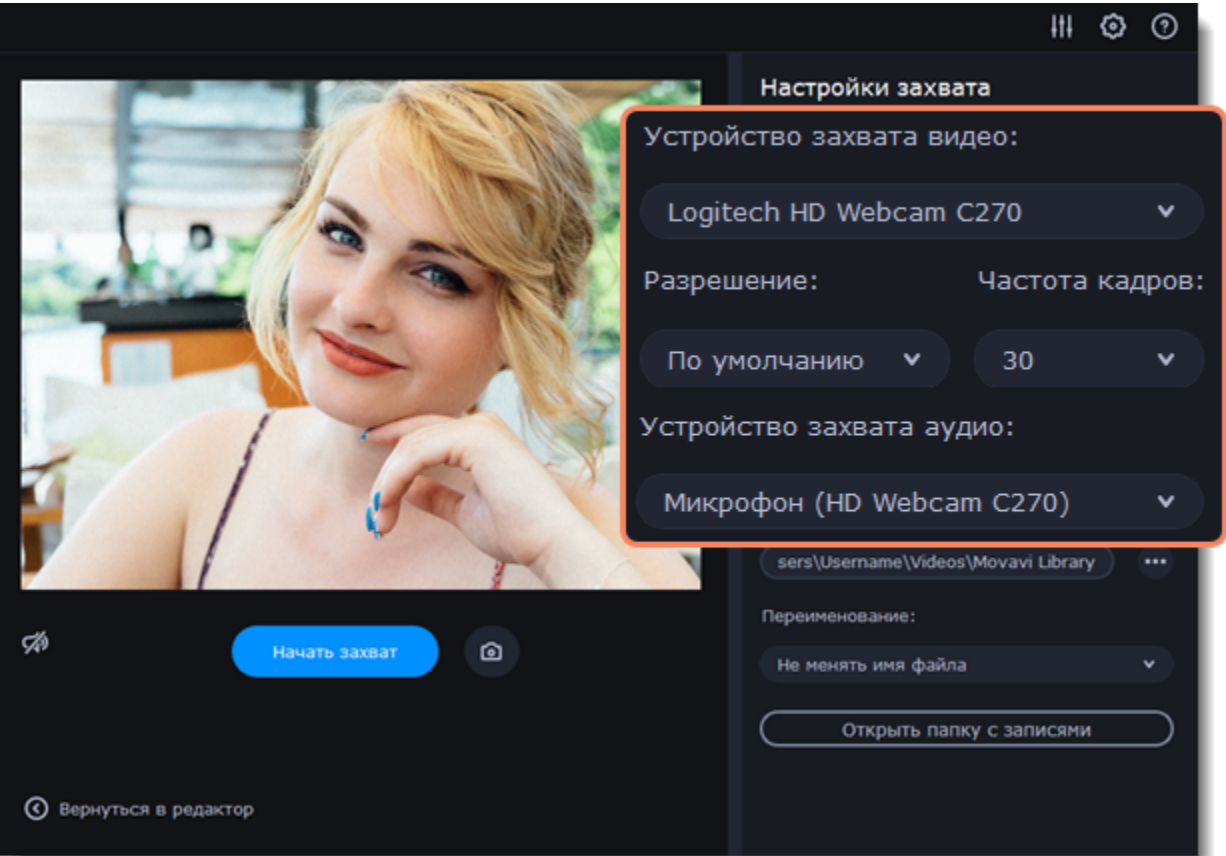 Настройки захвата
Устройство захвата видео:
Logitech HD Webcam C270
Разрешение: Частота кадров:
По умолчанию 30
Устройство захвата аудио:
Микрофон (HD Webcam C270)
sers\Username\Videos\Movavi Library
Переименование:
Не менять имя файла
Открыть папку с записями
Начать захват
Вернуться в редактор